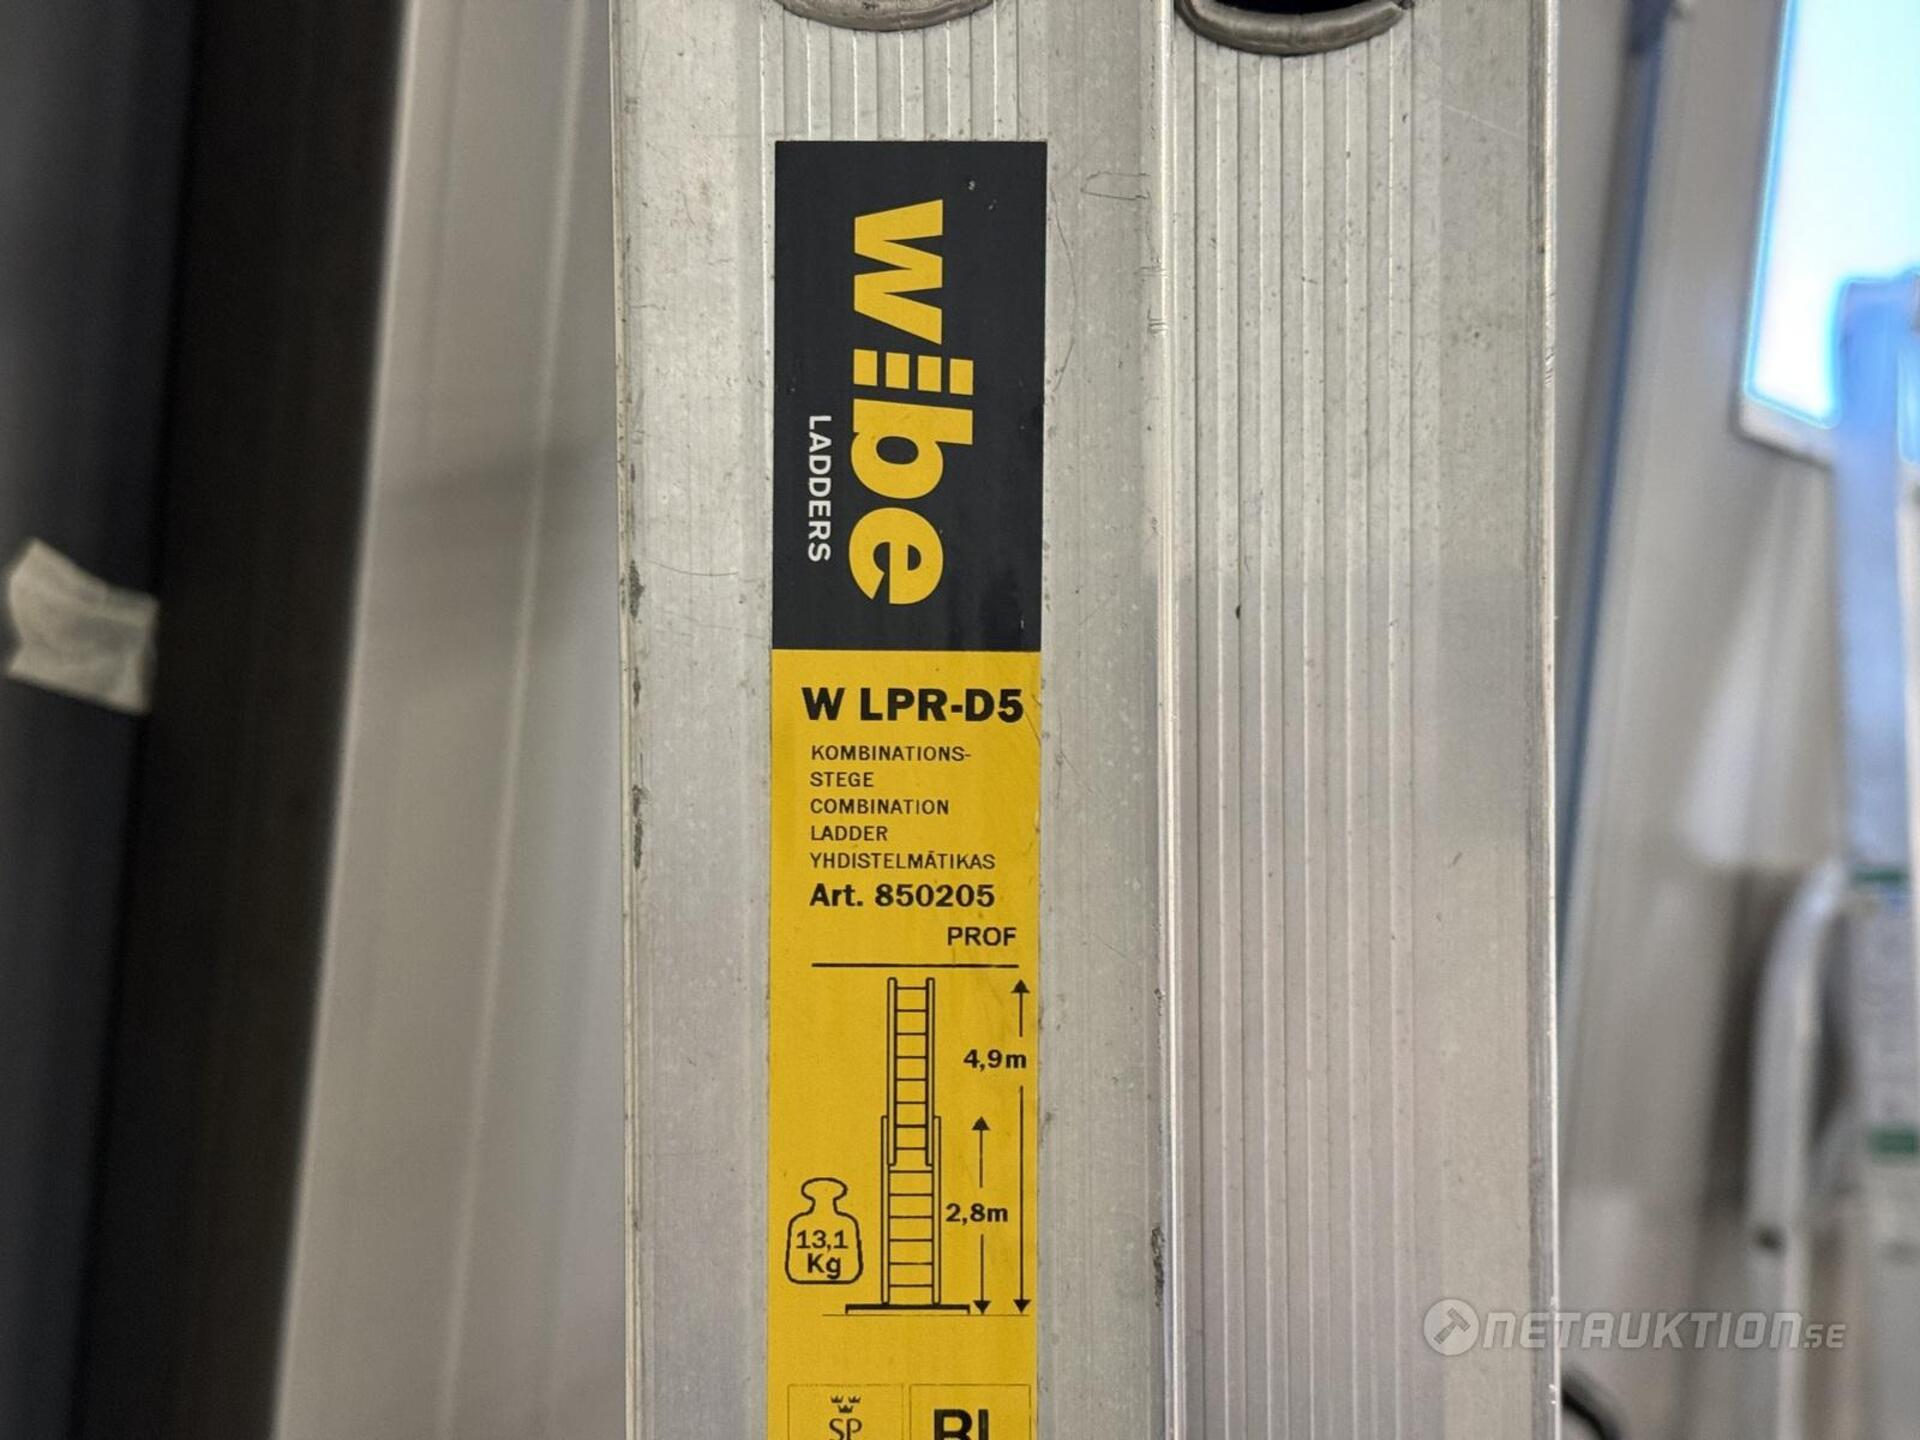 wibe
LADDERS
W LPR-D5
KOMBINATIONS-
STEGE
COMBINATION
LADDER
YHDISTELMÄTIKAS
Art. 850205
PROF
4,9m
2,8m
13,1
Kg
SP
NETAUKTION.SE